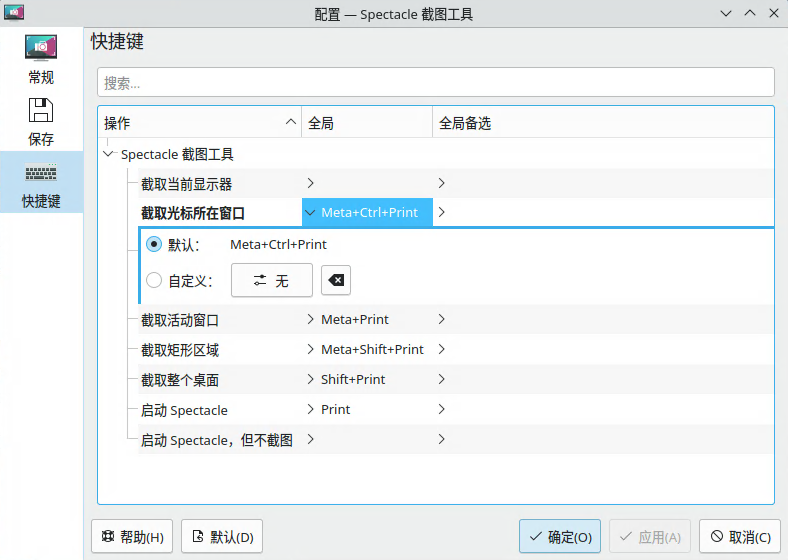 配置 — Spectacle 截图工具
常规
保存
快捷键
快捷键
搜索...
操作 全局 全局备选
Spectacle 截图工具
截取当前显示器
截取光标所在窗口 Meta+Ctrl+Print
默认： Meta+Ctrl+Print
自定义： 无
截取活动窗口 Meta+Print
截取矩形区域 Meta+Shift+Print
截取整个桌面 Shift+Print
启动 Spectacle Print
启动 Spectacle，但不截图
帮助(H) 默认(D) 确定(O) 应用(A) 取消(C)